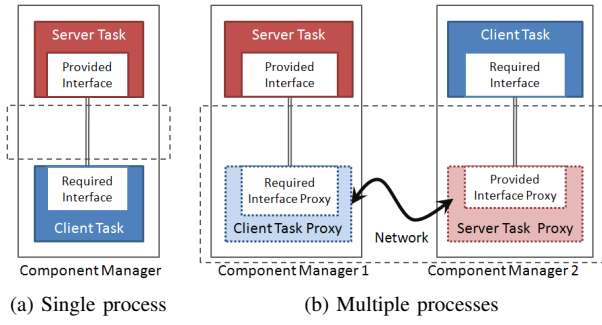 Server Task
Provided
Interface
Required
Interface
Client Task
Component Manager
(a) Single process
Server Task
Provided
Interface
Required
Interface Proxy
Client Task Proxy
Component Manager 1
Network
Client Task
Required
Interface
Provided
Interface Proxy
Server Task Proxy
Component Manager 2
(b) Multiple processes